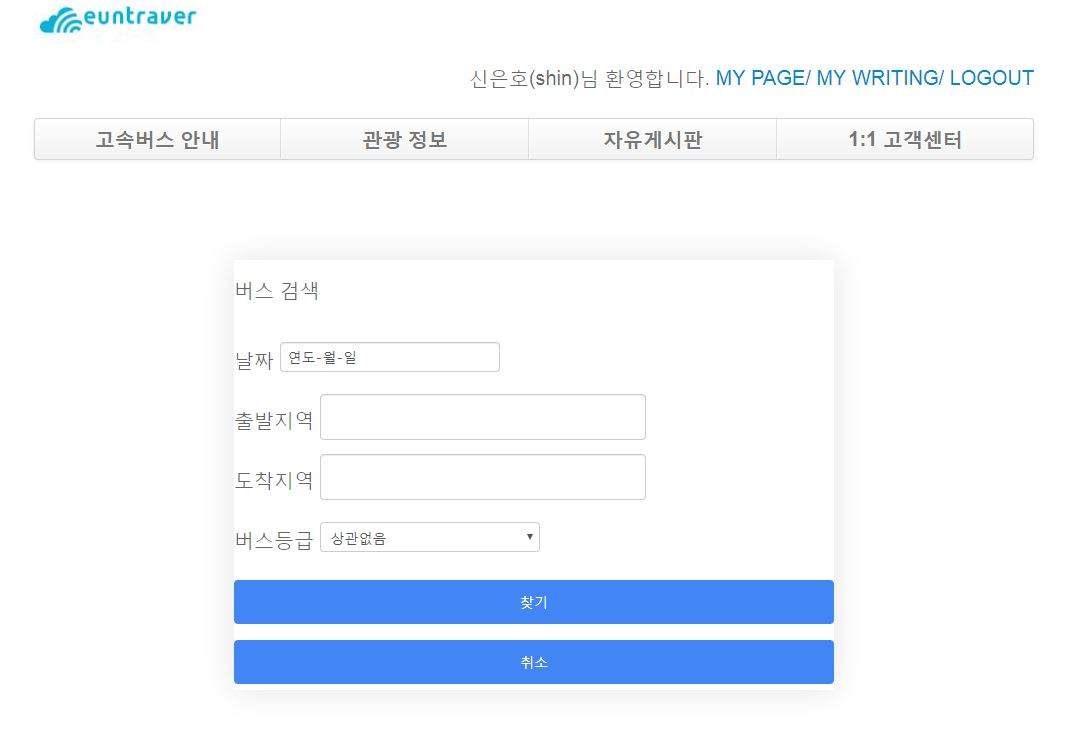 euntraver
신은호(shin)님 환영합니다. MY PAGE/ MY WRITING/ LOGOUT
고속버스 안내 관광 정보 자유게시판 1:1 고객센터
버스 검색
날짜 연도-월-일
출발지역
도착지역
버스등급 상관없음
찾기
취소